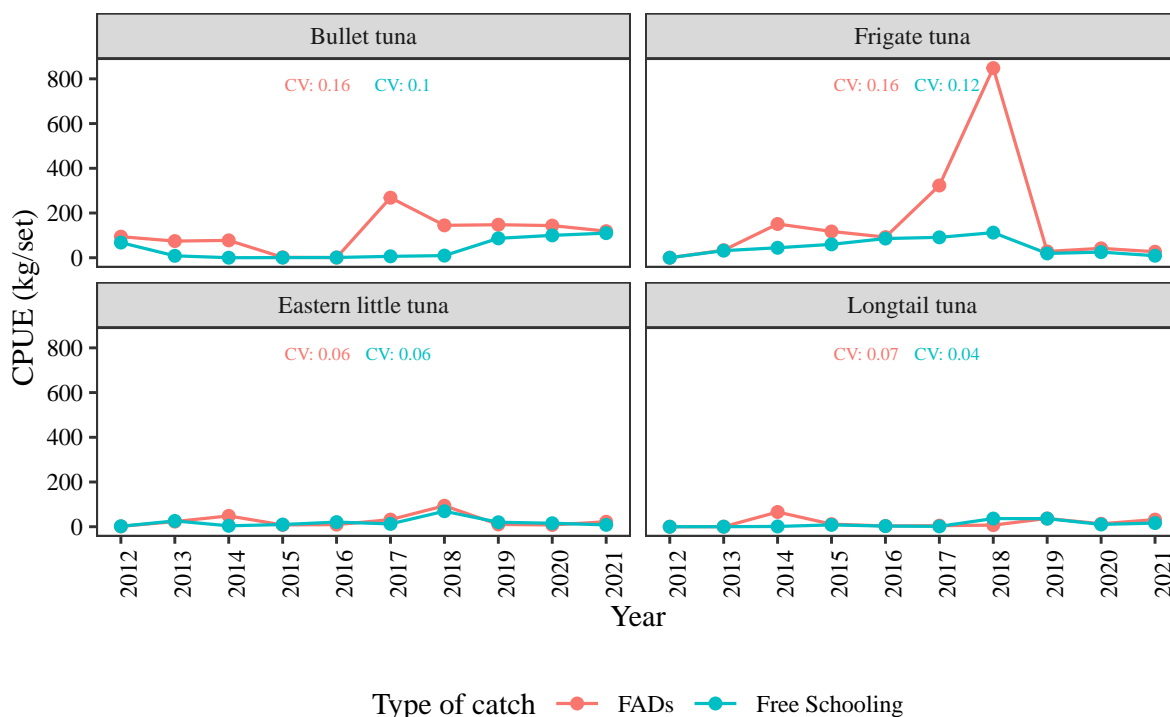 Bullet tuna
Frigate tuna
CV: 0.16 CV: 0.1
CV: 0.16 CV: 0.12
800
600
400
200
0
Eastern little tuna
Longtail tuna
CV: 0.06 CV: 0.06
CV: 0.07 CV: 0.04
800
600
400
200
0
CPUE (kg/set)
2012 2013 2014 2015 2016 2017 2018 2019 2020 2021
2012 2013 2014 2015 2016 2017 2018 2019 2020 2021
Year
Type of catch FADs Free Schooling